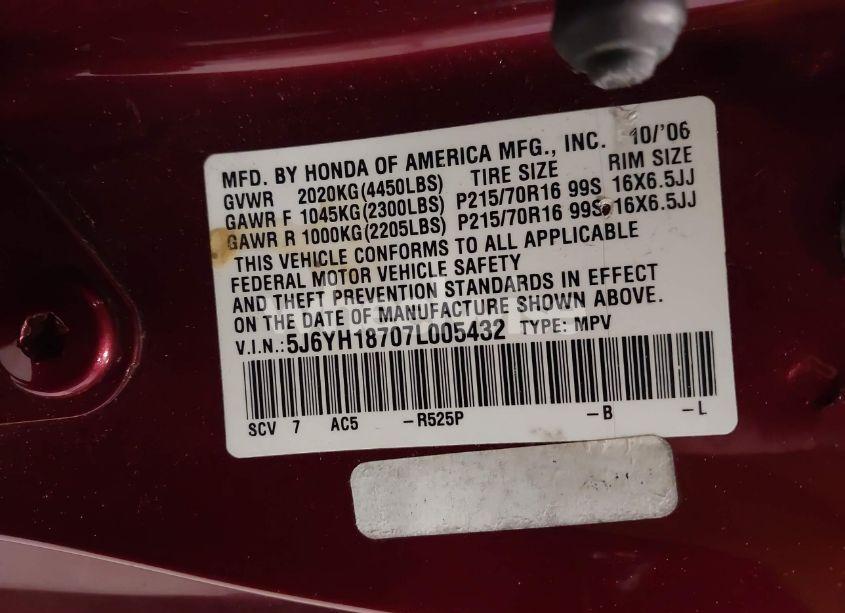 MFD. BY HONDA OF AMERICA MFG., INC. 10/'06
GVWR 2020KG(4450LBS) TIRE SIZE RIM SIZE
GAWR F 1045KG(2300LBS) P215/70R16 99S 16X6.5JJ
GAWR R 1000KG(2205LBS) P215/70R16 99S 16X6.5JJ
THIS VEHICLE CONFORMS TO ALL APPLICABLE
FEDERAL MOTOR VEHICLE SAFETY
AND THEFT PREVENTION STANDARDS IN EFFECT
ON THE DATE OF MANUFACTURE SHOWN ABOVE.
V.I.N.:5J6YH18707L005432 TYPE: MPV
SCV 7 AC5 -R525P -B -L